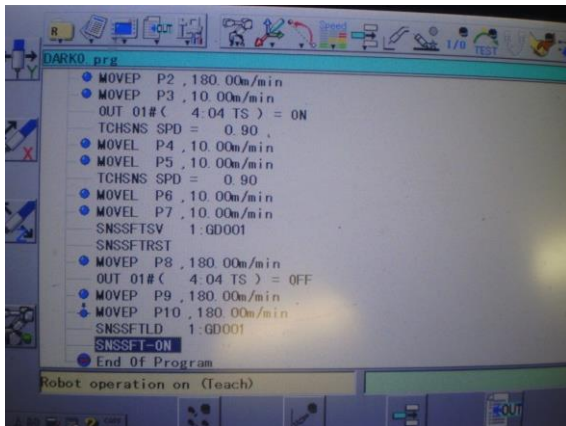 R
OUT
Speed
I/O
TEST
DARKO.prg
MOVEP P2 ,180.00m/min
MOVEP P3 ,10.00m/min
OUT 01#( 4:04 TS ) = ON
TCHSNS SPD = 0.90 ,
MOVEL P4 ,10.00m/min
MOVEL P5 ,10.00m/min
TCHSNS SPD = 0.90
MOVEL P6 ,10.00m/min
MOVEL P7 ,10.00m/min
SNSSFTSV 1:GD001
SNSSFTRST
MOVEP P8 ,180.00m/min
OUT 01#( 4:04 TS ) = OFF
MOVEP P9 ,180.00m/min
MOVEP P10 ,180.00m/min
SNSSFTLD 1:GD001
SNSSFT-ON
End Of Program
Robot operation on (Teach)
Y
X
Z
OUT